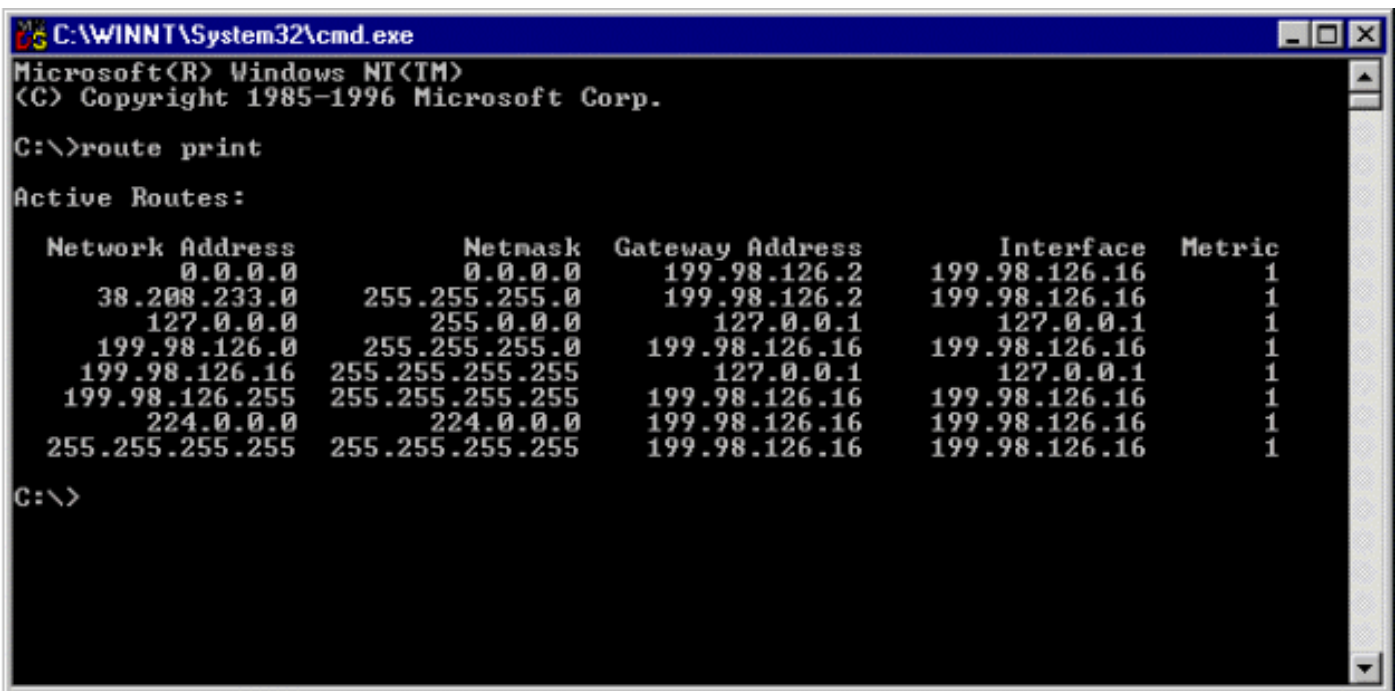 C:\WINNT\System32\cmd.exe
Microsoft(R) Windows NT(TM)
(C) Copyright 1985-1996 Microsoft Corp.
C:\>route print
Active Routes:
Network Address Netmask Gateway Address Interface Metric
0.0.0.0 0.0.0.0 199.98.126.2 199.98.126.16 1
38.208.233.0 255.255.255.0 199.98.126.2 199.98.126.16 1
127.0.0.0 255.0.0.0 127.0.0.1 127.0.0.1 1
199.98.126.0 255.255.255.0 199.98.126.16 199.98.126.16 1
199.98.126.16 255.255.255.255 127.0.0.1 127.0.0.1 1
199.98.126.255 255.255.255.255 199.98.126.16 199.98.126.16 1
224.0.0.0 224.0.0.0 199.98.126.16 199.98.126.16 1
255.255.255.255 255.255.255.255 199.98.126.16 199.98.126.16 1
C:\>